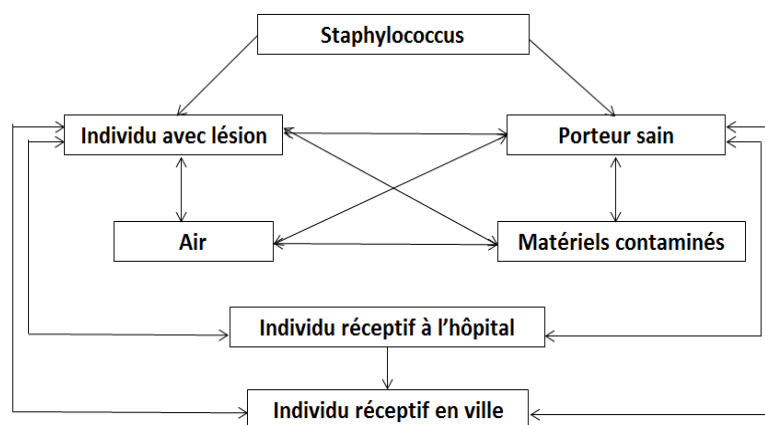 Staphylococcus
Individu avec lésion
Porteur sain
Air
Matériels contaminés
Individu réceptif à l'hôpital
Individu réceptif en ville